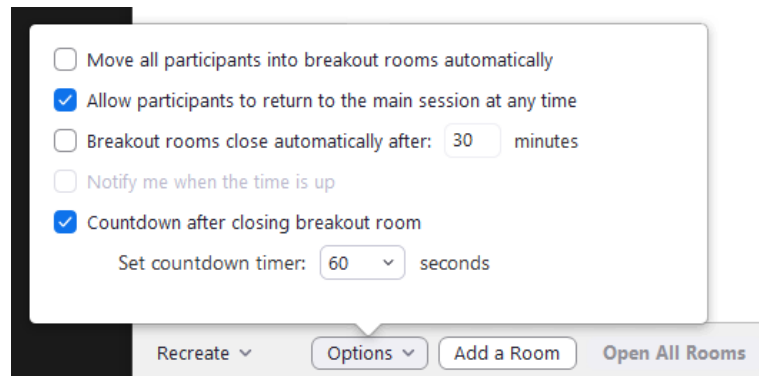 Move all participants into breakout rooms automatically
Allow participants to return to the main session at any time
Breakout rooms close automatically after: 30 minutes
Notify me when the time is up
Countdown after closing breakout room
Set countdown timer: 60 seconds
Recreate Options Add a Room Open All Rooms